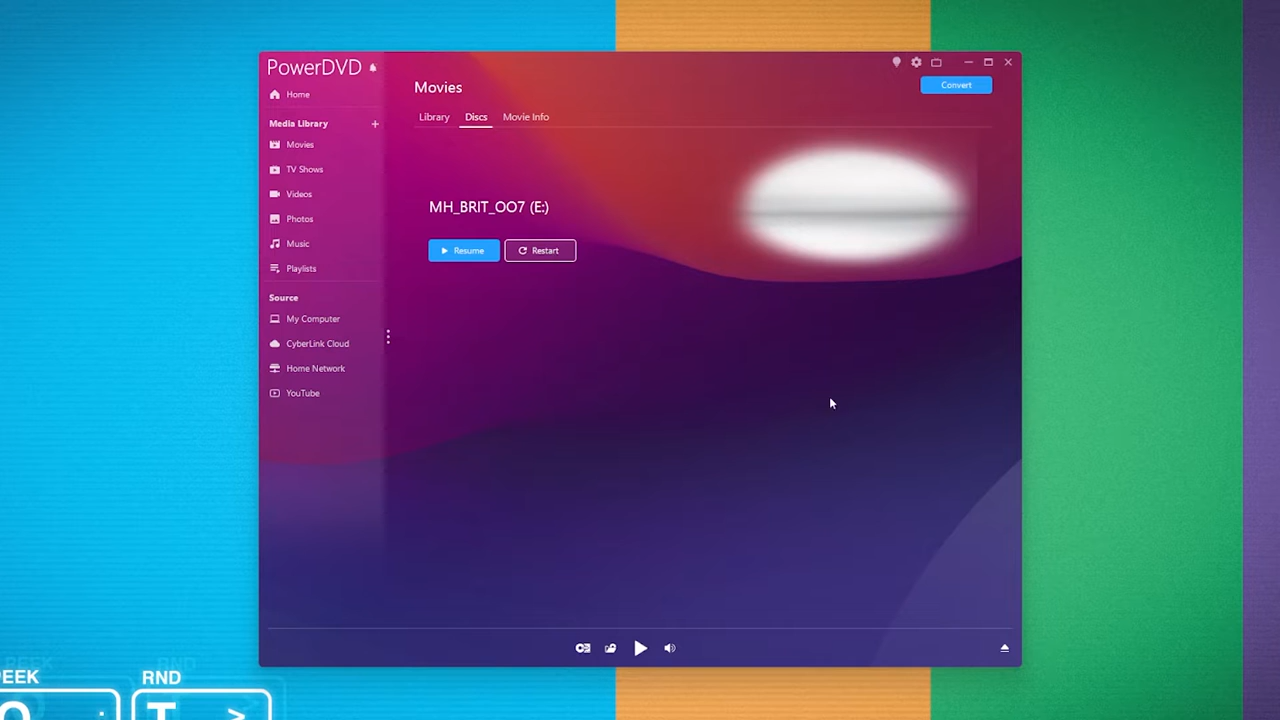 PowerDVD
Home
Media Library +
Movies
TV Shows
Videos
Photos
Music
Playlists
Source
My Computer
CyberLink Cloud
Home Network
YouTube
Movies
Convert
Library Discs Movie Info
MH_BRIT_OO7 (E:)
Resume Restart
EEK RND
T >